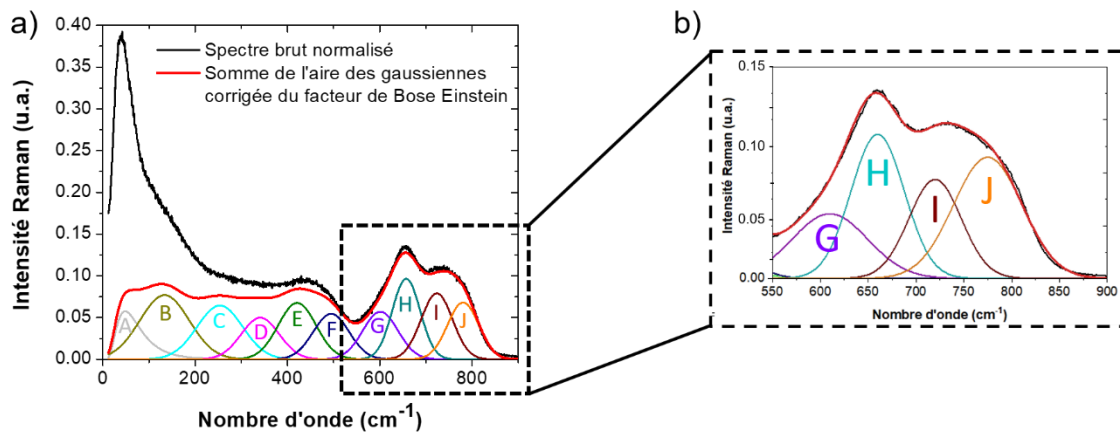 a)
Intensité Raman (u.a.)
0.40
0.35
0.30
0.25
0.20
0.15
0.10
0.05
0.00
Spectre brut normalisé
Somme de l'aire des gaussiennes
corrigée du facteur de Bose Einstein
A
B
C
D
E
F
G
H
I
J
0 200 400 600 800
Nombre d'onde (cm-1)
b)
Intensité Raman (u.a.)
0.15
0.10
0.05
0.00
G
H
I
J
550 600 650 700 750 800 850 900
Nombre d'onde (cm-1)